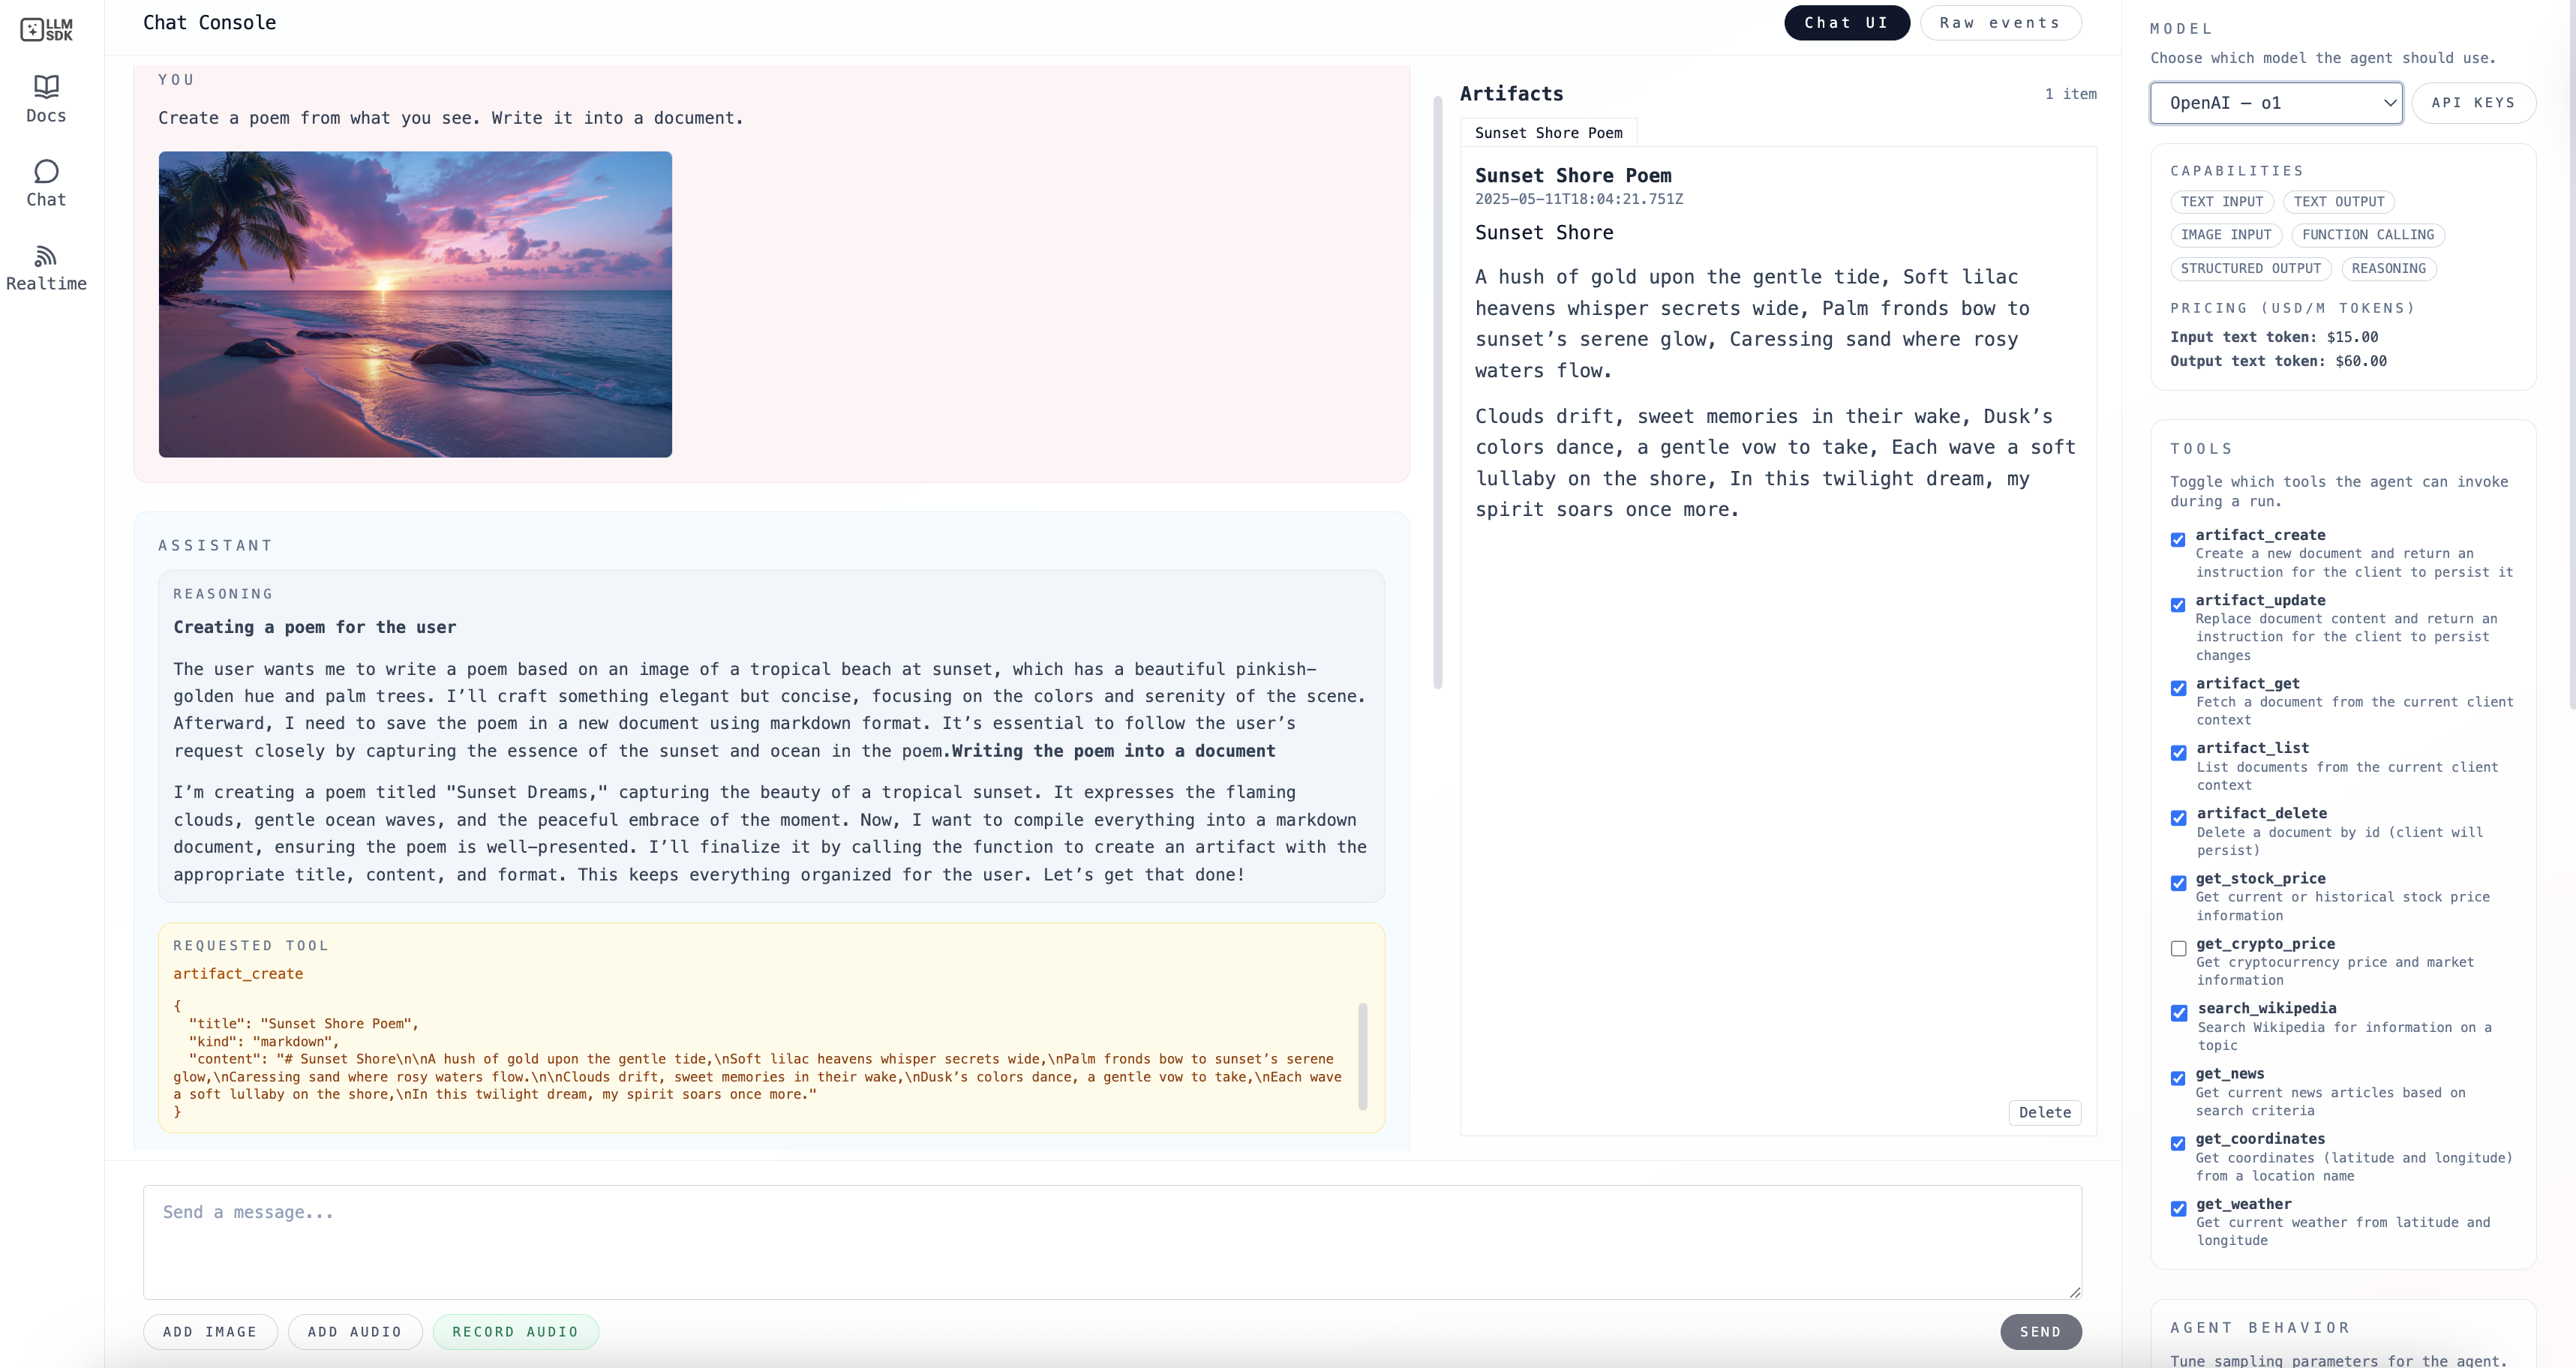 LLM
SDK
Docs
Chat
Realtime
Chat Console
Chat UI
Raw events
YOU
Create a poem from what you see. Write it into a document.
ASSISTANT
REASONING
Creating a poem for the user
The user wants me to write a poem based on an image of a tropical beach at sunset, which has a beautiful pinkish-
golden hue and palm trees. I’ll craft something elegant but concise, focusing on the colors and serenity of the scene.
Afterward, I need to save the poem in a new document using markdown format. It’s essential to follow the user’s
request closely by capturing the essence of the sunset and ocean in the poem.Writing the poem into a document
I’m creating a poem titled "Sunset Dreams," capturing the beauty of a tropical sunset. It expresses the flaming
clouds, gentle ocean waves, and the peaceful embrace of the moment. Now, I want to compile everything into a markdown
document, ensuring the poem is well-presented. I’ll finalize it by calling the function to create an artifact with the
appropriate title, content, and format. This keeps everything organized for the user. Let’s get that done!
REQUESTED TOOL
artifact_create
{
"title": "Sunset Shore Poem",
"kind": "markdown",
"content": "# Sunset Shore\n\nA hush of gold upon the gentle tide,\nSoft lilac heavens whisper secrets wide,\nPalm fronds bow to sunset’s serene
glow,\nCaressing sand where rosy waters flow.\n\nClouds drift, sweet memories in their wake,\nDusk’s colors dance, a gentle vow to take,\nEach wave
a soft lullaby on the shore,\nIn this twilight dream, my spirit soars once more."
}
Artifacts
1 item
Sunset Shore Poem
Sunset Shore Poem
2025-05-11T18:04:21.751Z
Sunset Shore
A hush of gold upon the gentle tide, Soft lilac
heavens whisper secrets wide, Palm fronds bow to
sunset’s serene glow, Caressing sand where rosy
waters flow.
Clouds drift, sweet memories in their wake, Dusk’s
colors dance, a gentle vow to take, Each wave a soft
lullaby on the shore, In this twilight dream, my
spirit soars once more.
Delete
Send a message...
ADD IMAGE
ADD AUDIO
RECORD AUDIO
SEND
MODEL
Choose which model the agent should use.
OpenAI – o1
API KEYS
CAPABILITIES
TEXT INPUT
TEXT OUTPUT
IMAGE INPUT
FUNCTION CALLING
STRUCTURED OUTPUT
REASONING
PRICING (USD/M TOKENS)
Input text token: $15.00
Output text token: $60.00
TOOLS
Toggle which tools the agent can invoke
during a run.
artifact_create
Create a new document and return an
instruction for the client to persist it
artifact_update
Replace document content and return an
instruction for the client to persist
changes
artifact_get
Fetch a document from the current client
context
artifact_list
List documents from the current client
context
artifact_delete
Delete a document by id (client will
persist)
get_stock_price
Get current or historical stock price
information
get_crypto_price
Get cryptocurrency price and market
information
search_wikipedia
Search Wikipedia for information on a
topic
get_news
Get current news articles based on
search criteria
get_coordinates
Get coordinates (latitude and longitude)
from a location name
get_weather
Get current weather from latitude and
longitude
AGENT BEHAVIOR
Tune sampling parameters for the agent.